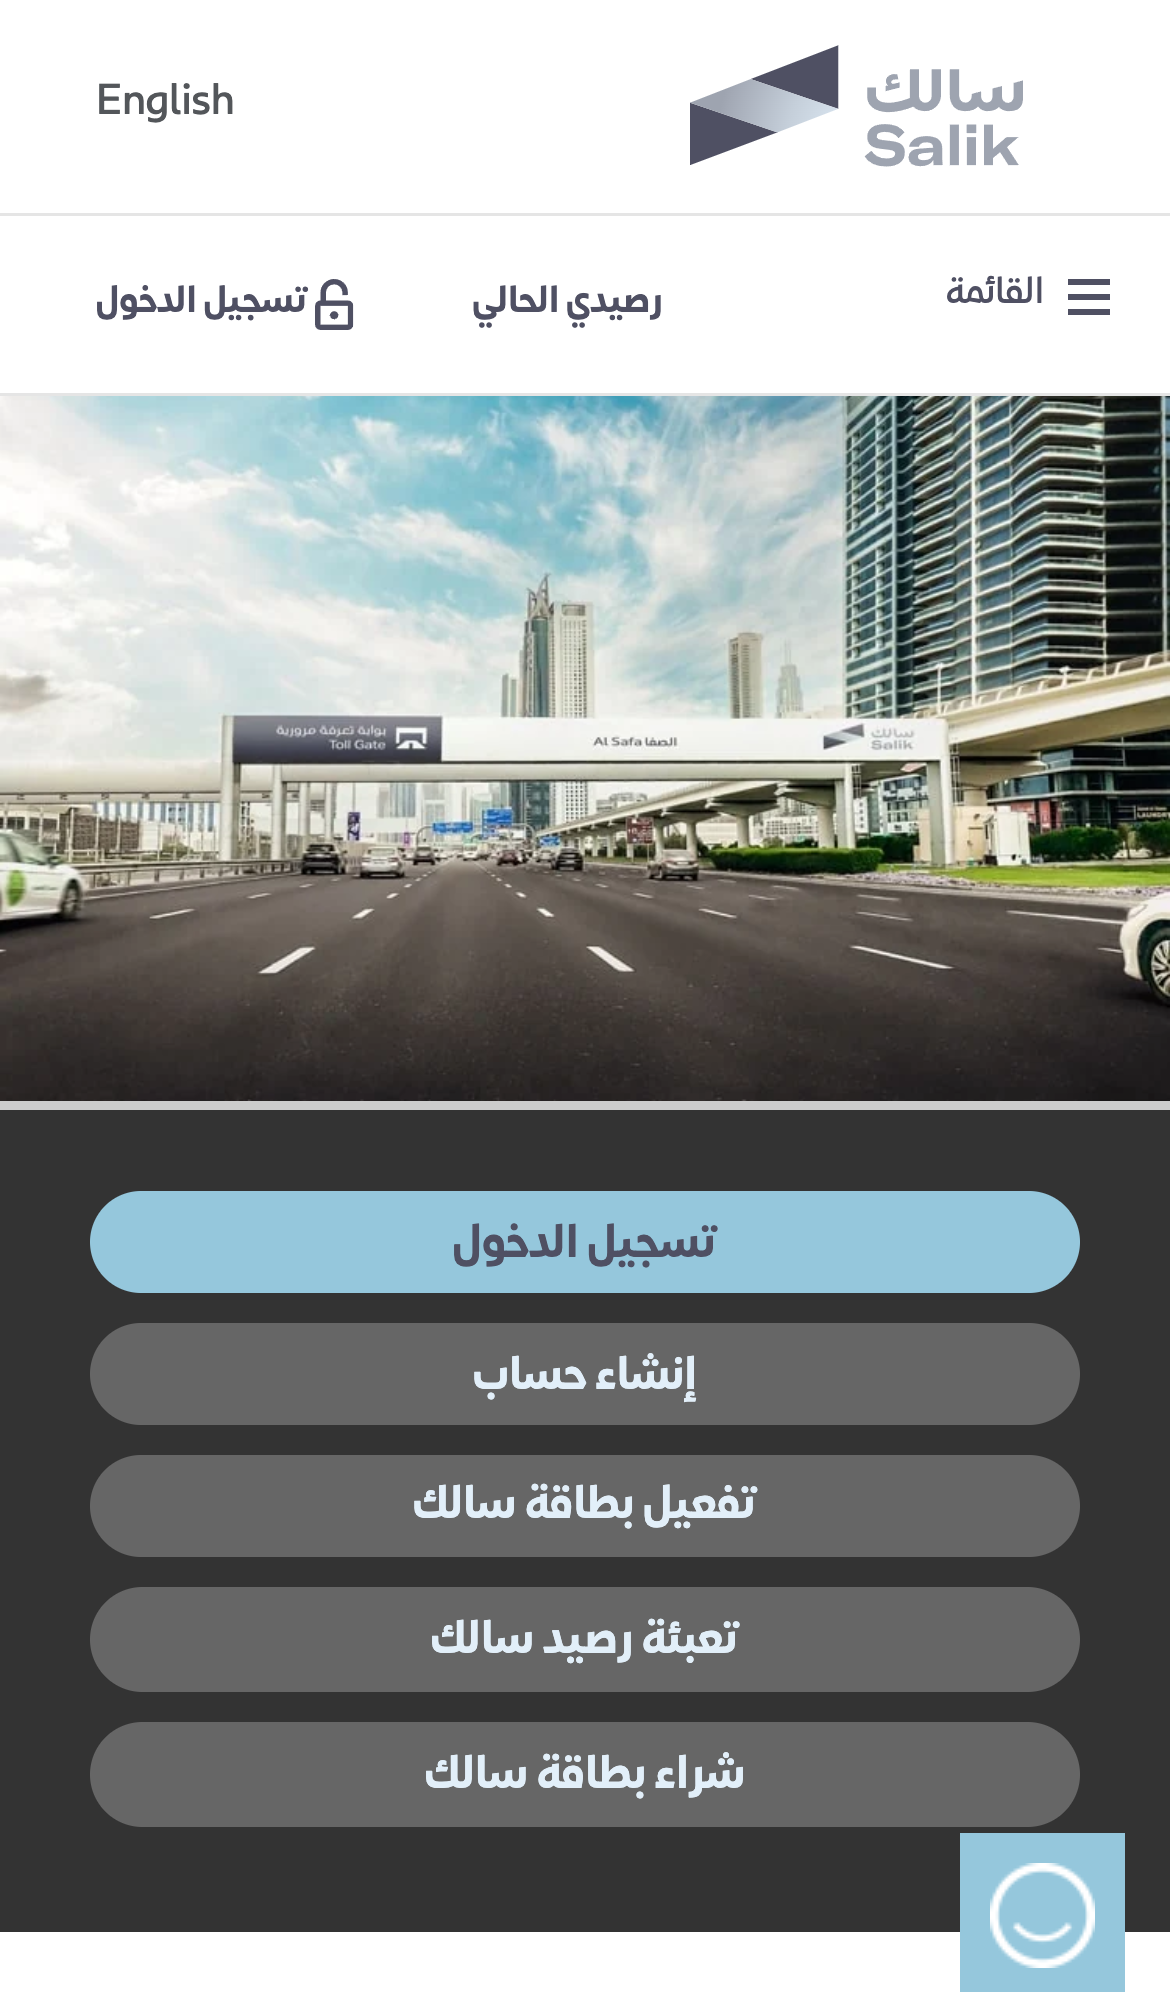 سالك
Salik
English
القائمة
رصيدي الحالي
تسجيل الدخول
سالك
Salik
الصفا Al Safa
بوابة تعرفة مرورية
Toll Gate
تسجيل الدخول
إنشاء حساب
تفعيل بطاقة سالك
تعبئة رصيد سالك
شراء بطاقة سالك